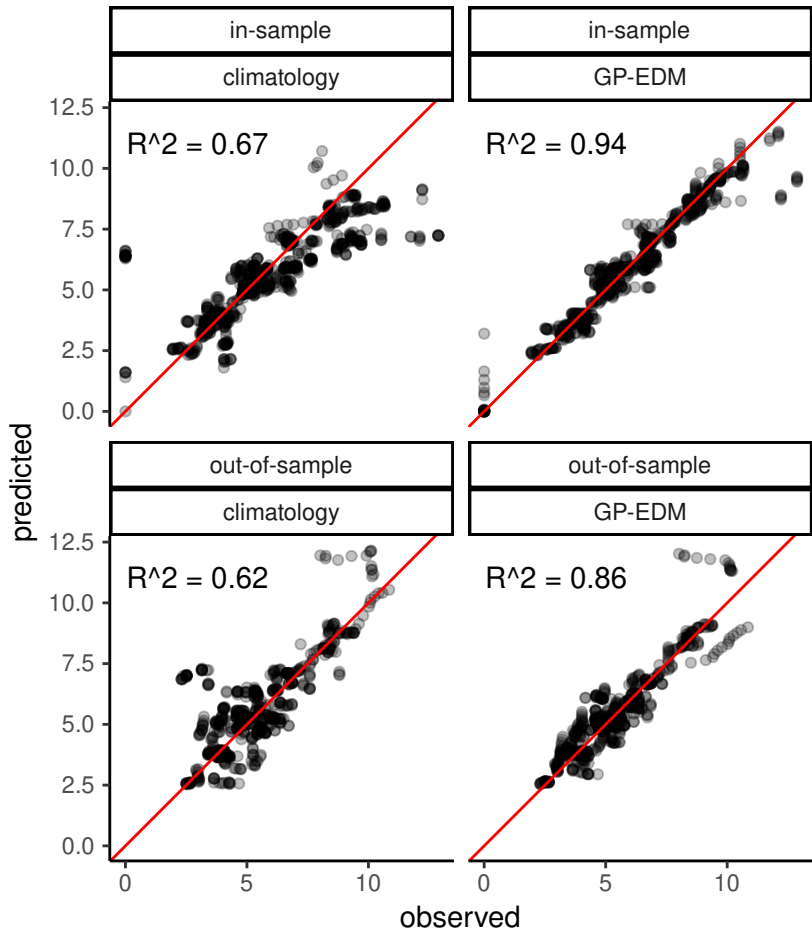 in-sample
climatology
in-sample
GP-EDM
R^2 = 0.67
R^2 = 0.94
12.5
10.0
7.5
5.0
2.5
0.0
out-of-sample
climatology
out-of-sample
GP-EDM
R^2 = 0.62
R^2 = 0.86
12.5
10.0
7.5
5.0
2.5
0.0
0 5 10
0 5 10
predicted
observed